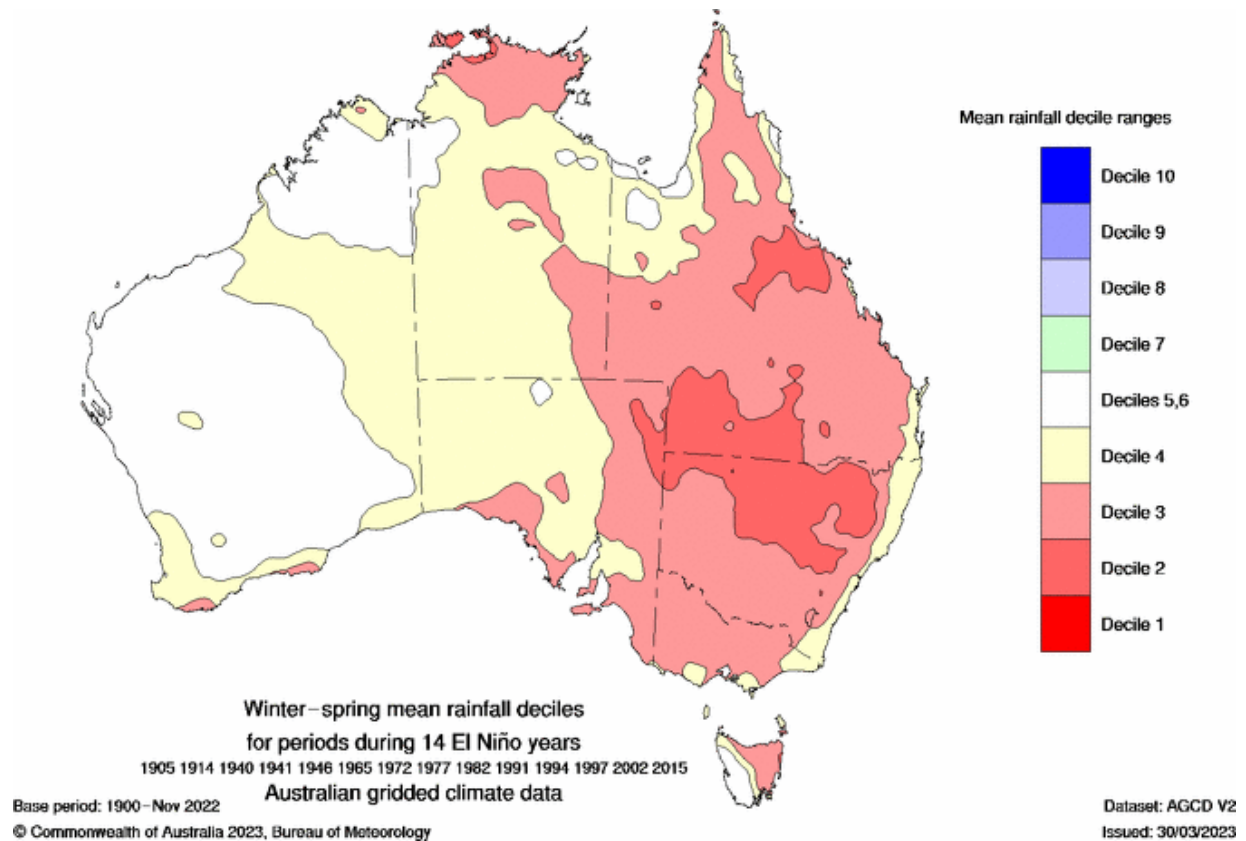 Mean rainfall decile ranges
Decile 10
Decile 9
Decile 8
Decile 7
Deciles 5,6
Decile 4
Decile 3
Decile 2
Decile 1
Winter-spring mean rainfall deciles
for periods during 14 El Niño years
1905 1914 1940 1941 1946 1965 1972 1977 1982 1991 1994 1997 2002 2015
Australian gridded climate data
Base period: 1900-Nov 2022
© Commonwealth of Australia 2023, Bureau of Meteorology
Dataset: AGCD V2
Issued: 30/03/2023